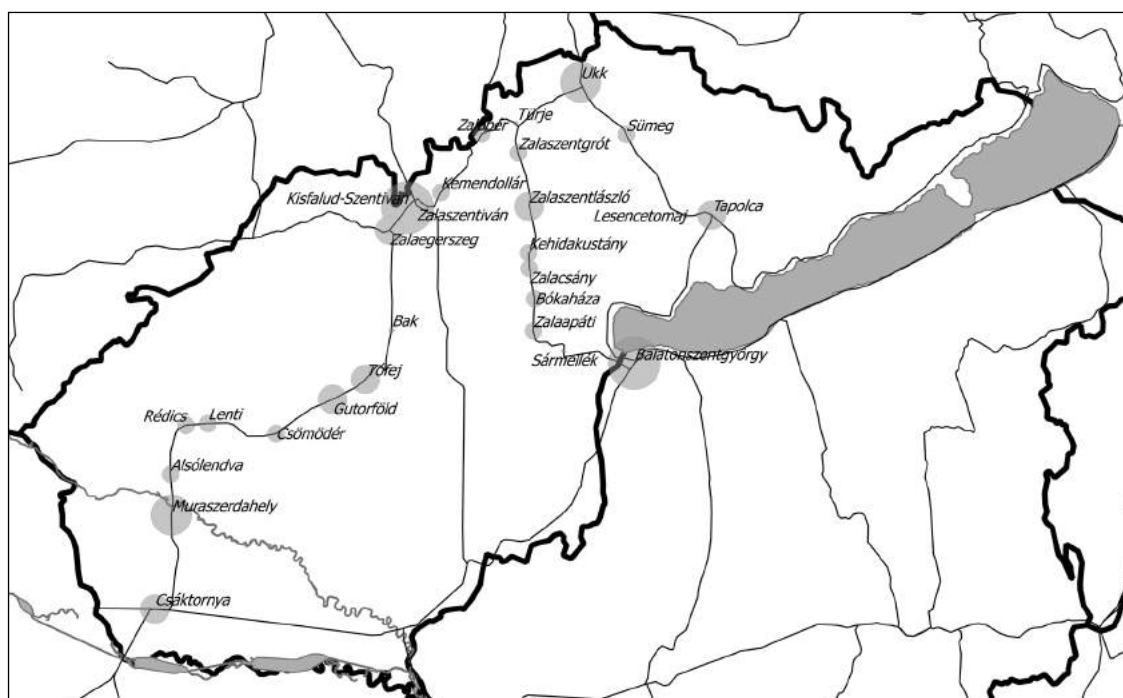 Ukk
Türje
Zalabér
Sümeg
Zalaszentgrót
Kemendollár
Kisfalud-Szentiván
Zalaszentlászló
Tapolca
Zalaszentiván
Lesencetomaj
Zalaegerszeg
Kehidakustány
Zalacsány
Bókaháza
Bak
Zalaapáti
Sármellék
Balatonszentgyörgy
Tófej
Gutorföld
Rédics
Lenti
Csömödér
Alsólendva
Muraszerdahely
Csáktornya